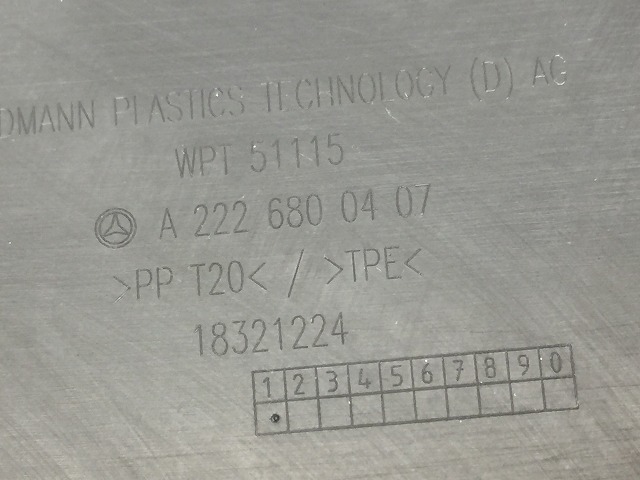 DMANN PLASTICS TECHNOLOGY (D) AG
WPT 51115
A 222 680 04 07
>PP T20< / >TPE<
18321224
1 2 3 4 5 6 7 8 9 0